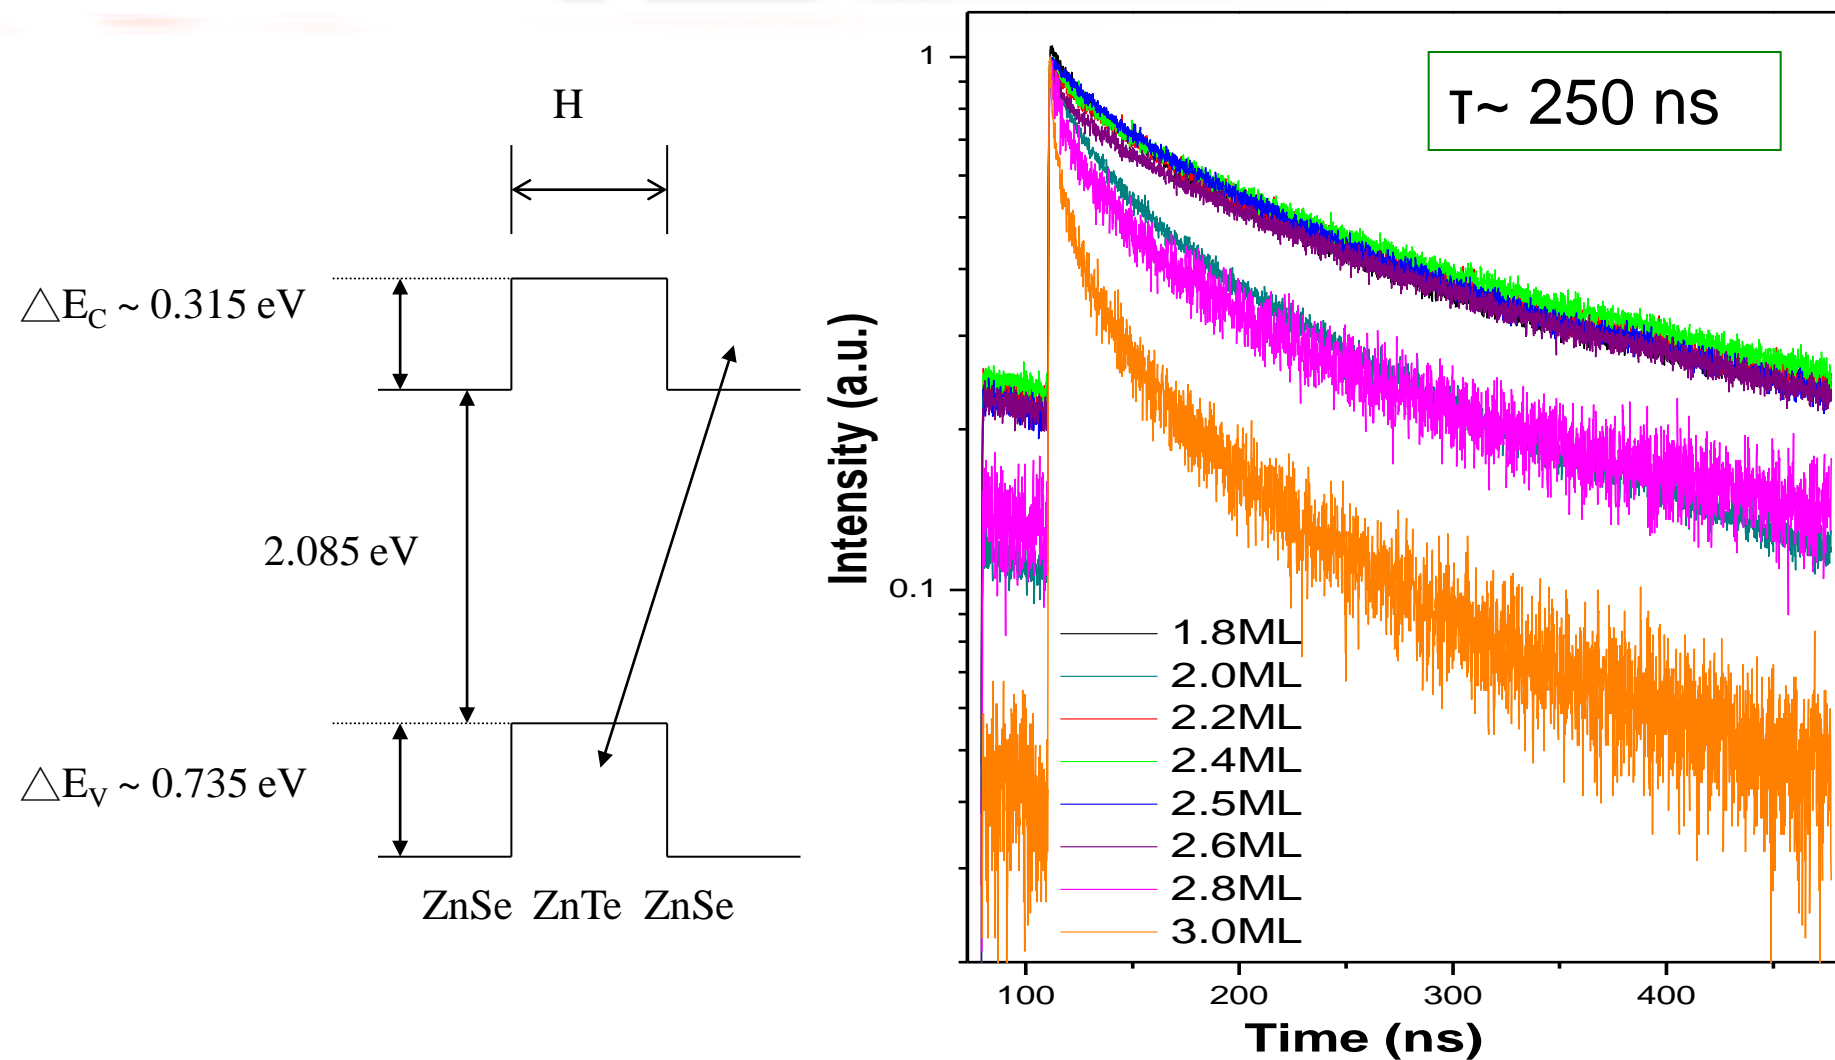 H
△E_C ~ 0.315 eV
2.085 eV
△E_V ~ 0.735 eV
ZnSe ZnTe ZnSe
τ~ 250 ns
Intensity (a.u.)
1
0.1
1.8ML
2.0ML
2.2ML
2.4ML
2.5ML
2.6ML
2.8ML
3.0ML
100 200 300 400
Time (ns)